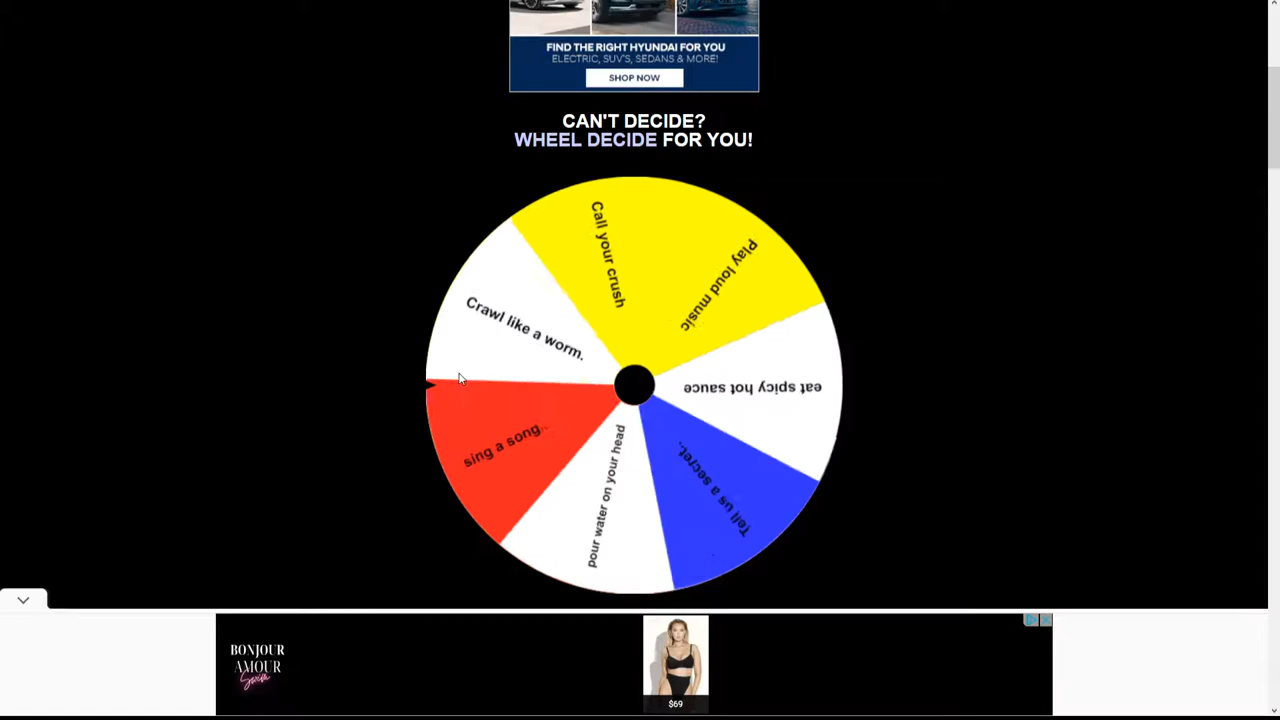 FIND THE RIGHT HYUNDAI FOR YOU
ELECTRIC, SUV'S, SEDANS & MORE!
SHOP NOW
CAN'T DECIDE?
WHEEL DECIDE FOR YOU!
Call your crush
Play loud music
Crawl like a worm.
eat spicy hot sauce
sing a song..
pour water on your head
Tell us a secret..
BONJOUR
AMOUR
Swim
$69